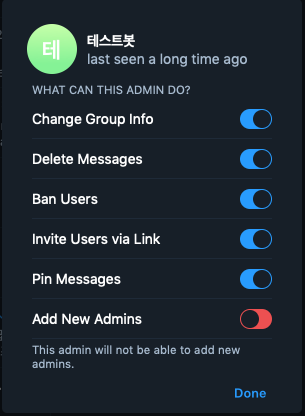 테
테스트봇
last seen a long time ago
WHAT CAN THIS ADMIN DO?
Change Group Info
Delete Messages
Ban Users
Invite Users via Link
Pin Messages
Add New Admins
This admin will not be able to add new
admins.
Done